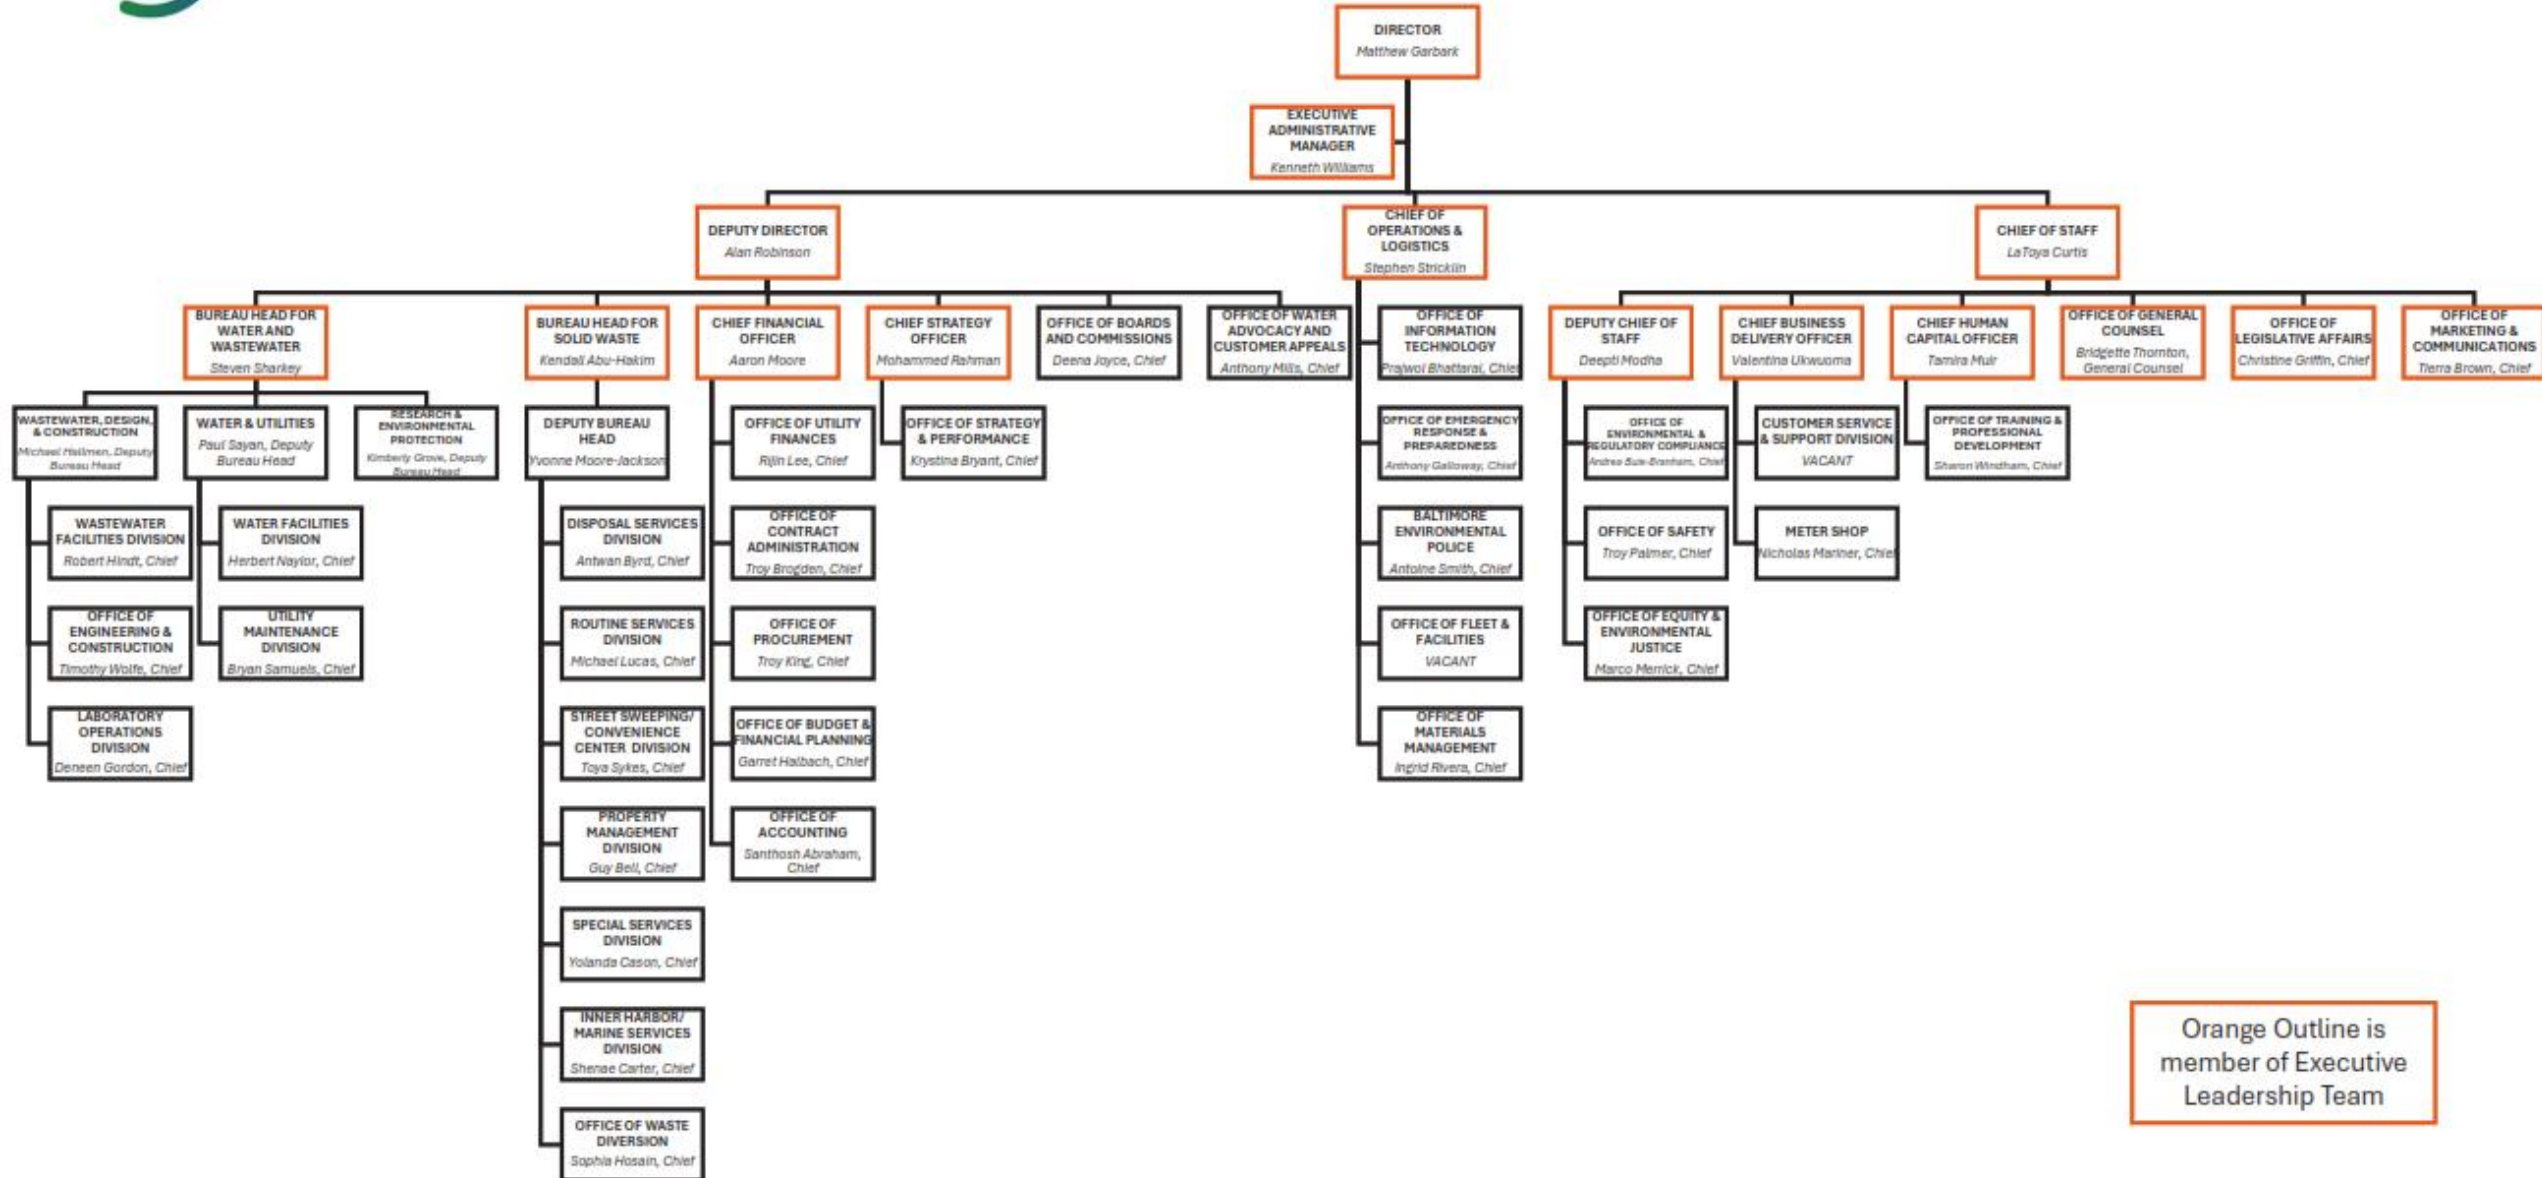 DIRECTOR
Matthew Garbark
EXECUTIVE
ADMINISTRATIVE
MANAGER
Kenneth Williams
DEPUTY DIRECTOR
Alan Robinson
CHIEF OF
OPERATIONS &
LOGISTICS
Stephen Stricklin
CHIEF OF STAFF
LaToya Curtis
BUREAU HEAD FOR
WATER AND
WASTEWATER
Steven Sharkey
BUREAU HEAD FOR
SOLID WASTE
Kendall Abu-Hakim
CHIEF FINANCIAL
OFFICER
Aaron Moore
CHIEF STRATEGY
OFFICER
Mohammed Rahman
OFFICE OF BOARDS
AND COMMISSIONS
Deena Joyce, Chief
OFFICE OF WATER
ADVOCACY AND
CUSTOMER APPEALS
Anthony Mills, Chief
OFFICE OF
INFORMATION
TECHNOLOGY
Prajwol Bhattarai, Chief
DEPUTY CHIEF OF
STAFF
Deepti Modha
CHIEF BUSINESS
DELIVERY OFFICER
Valentina Ukwuoma
CHIEF HUMAN
CAPITAL OFFICER
Tamira Muir
OFFICE OF GENERAL
COUNSEL
Bridgette Thornton,
General Counsel
OFFICE OF
LEGISLATIVE AFFAIRS
Christine Griffin, Chief
OFFICE OF
MARKETING &
COMMUNICATIONS
Tierra Brown, Chief
WASTEWATER, DESIGN,
& CONSTRUCTION
Michael Hallmen, Deputy
Bureau Head
WATER & UTILITIES
Paul Sayan, Deputy
Bureau Head
RESEARCH &
ENVIRONMENTAL
PROTECTION
Kimberly Grove, Deputy
Bureau Head
DEPUTY BUREAU
HEAD
Yvonne Moore-Jackson
OFFICE OF UTILITY
FINANCES
Rijin Lee, Chief
OFFICE OF STRATEGY
& PERFORMANCE
Krystina Bryant, Chief
OFFICE OF EMERGENCY
RESPONSE &
PREPAREDNESS
Anthony Galloway, Chief
OFFICE OF
ENVIRONMENTAL &
REGULATORY COMPLIANCE
Andrea Buie-Branham, Chief
CUSTOMER SERVICE
& SUPPORT DIVISION
VACANT
OFFICE OF TRAINING &
PROFESSIONAL
DEVELOPMENT
Sharon Windham, Chief
WASTEWATER
FACILITIES DIVISION
Robert Hindt, Chief
WATER FACILITIES
DIVISION
Herbert Naylor, Chief
DISPOSAL SERVICES
DIVISION
Antwan Byrd, Chief
OFFICE OF
CONTRACT
ADMINISTRATION
Troy Brogden, Chief
BALTIMORE
ENVIRONMENTAL
POLICE
Antoine Smith, Chief
OFFICE OF SAFETY
Troy Palmer, Chief
METER SHOP
Nicholas Mariner, Chief
OFFICE OF
ENGINEERING &
CONSTRUCTION
Timothy Wolfe, Chief
UTILITY
MAINTENANCE
DIVISION
Bryan Samuels, Chief
ROUTINE SERVICES
DIVISION
Michael Lucas, Chief
OFFICE OF
PROCUREMENT
Troy King, Chief
OFFICE OF FLEET &
FACILITIES
VACANT
OFFICE OF EQUITY &
ENVIRONMENTAL
JUSTICE
Marco Merrick, Chief
LABORATORY
OPERATIONS
DIVISION
Deneen Gordon, Chief
STREET SWEEPING/
CONVENIENCE
CENTER DIVISION
Toya Sykes, Chief
OFFICE OF BUDGET &
FINANCIAL PLANNING
Garret Halbach, Chief
OFFICE OF
MATERIALS
MANAGEMENT
Ingrid Rivera, Chief
PROPERTY
MANAGEMENT
DIVISION
Guy Bell, Chief
OFFICE OF
ACCOUNTING
Santhosh Abraham,
Chief
SPECIAL SERVICES
DIVISION
Yolanda Cason, Chief
INNER HARBOR/
MARINE SERVICES
DIVISION
Shenae Carter, Chief
OFFICE OF WASTE
DIVERSION
Sophia Hosain, Chief
Orange Outline is
member of Executive
Leadership Team